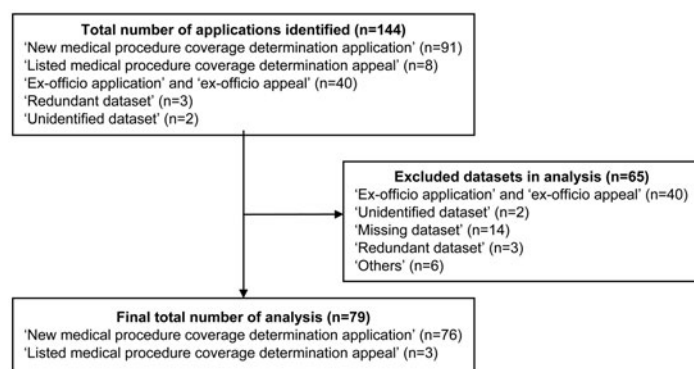 Total number of applications identified (n=144)
‘New medical procedure coverage determination application’ (n=91)
‘Listed medical procedure coverage determination appeal’ (n=8)
‘Ex-officio application’ and ‘ex-officio appeal’ (n=40)
‘Redundant dataset’ (n=3)
‘Unidentified dataset’ (n=2)
Excluded datasets in analysis (n=65)
‘Ex-officio application’ and ‘ex-officio appeal’ (n=40)
‘Unidentified dataset’ (n=2)
‘Missing dataset’ (n=14)
‘Redundant dataset’ (n=3)
‘Others’ (n=6)
Final total number of analysis (n=79)
‘New medical procedure coverage determination application’ (n=76)
‘Listed medical procedure coverage determination appeal’ (n=3)